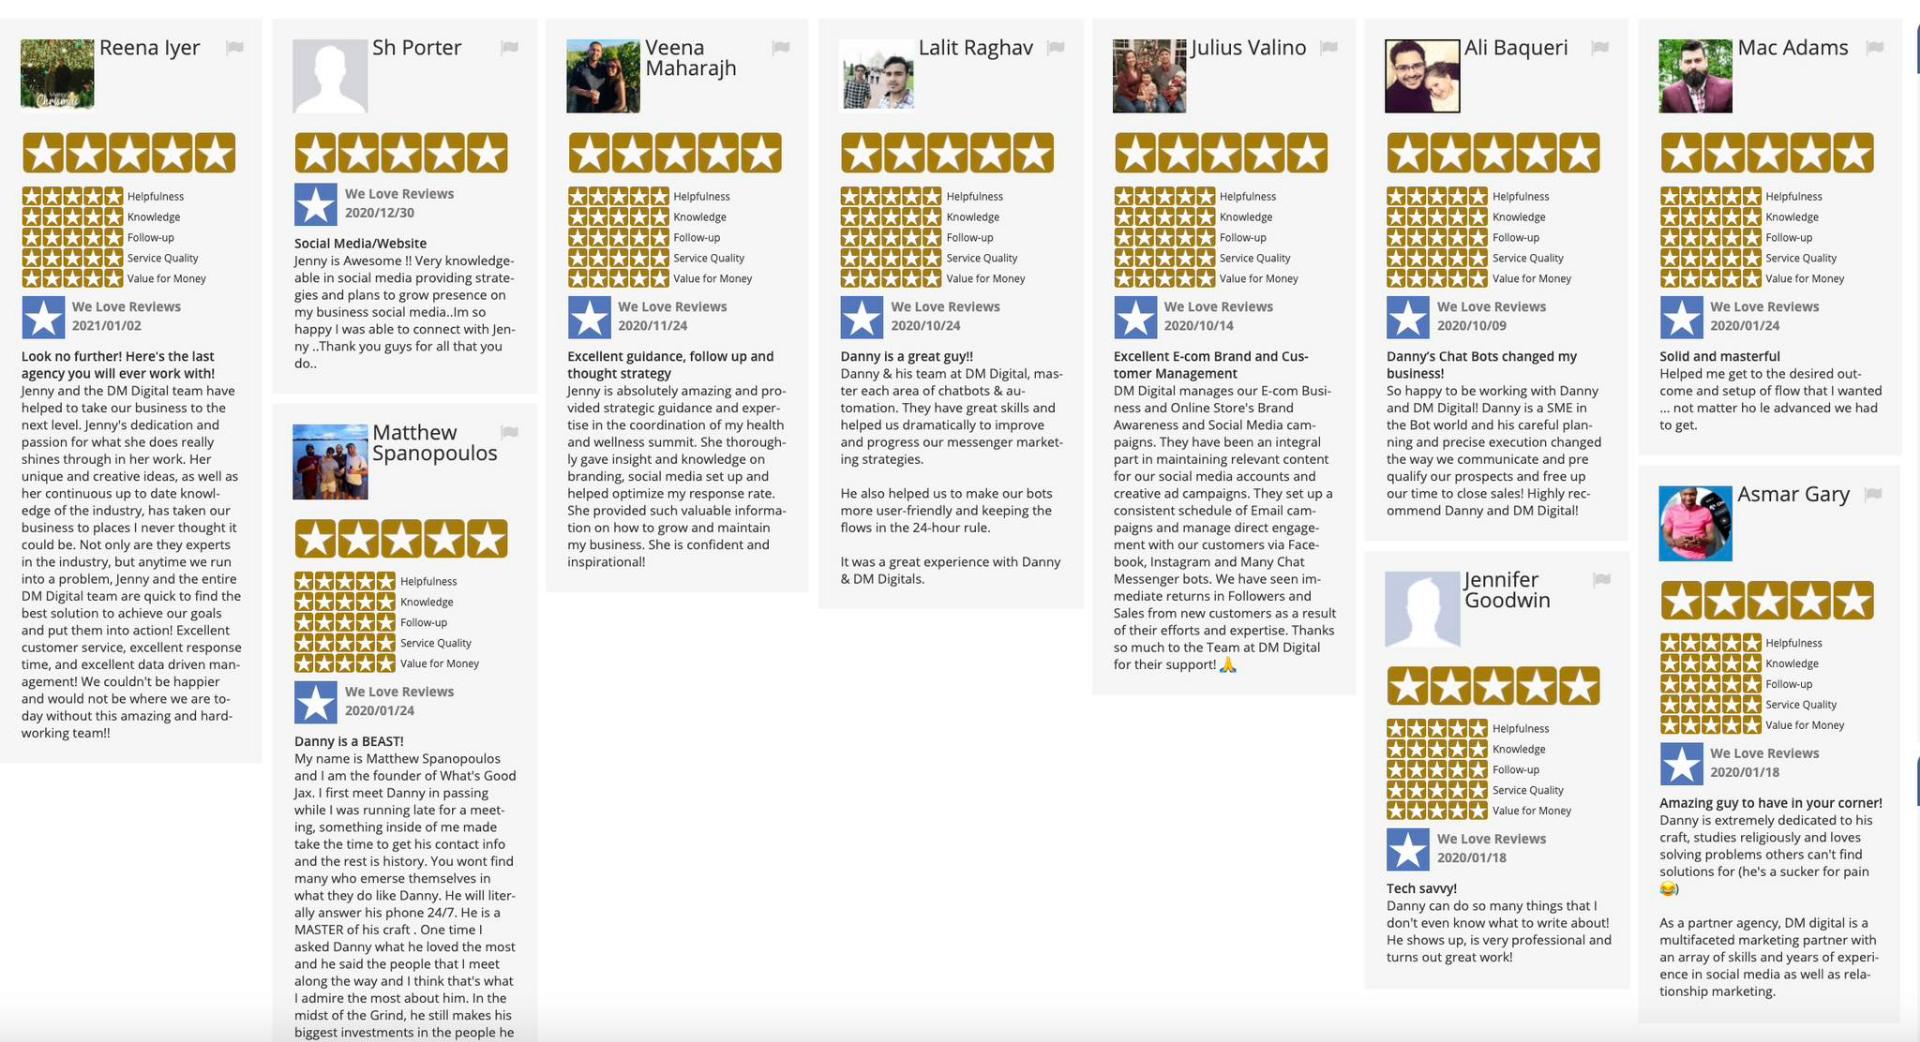 Reena Iyer
Christmas
Helpfulness
Knowledge
Follow-up
Service Quality
Value for Money
We Love Reviews
2021/01/02
Look no further! Here's the last
agency you will ever work with!
Jenny and the DM Digital team have
helped to take our business to the
next level. Jenny's dedication and
passion for what she does really
shines through in her work. Her
unique and creative ideas, as well as
her continuous up to date knowl-
edge of the industry, has taken our
business to places I never thought it
could be. Not only are they experts
in the industry, but anytime we run
into a problem, Jenny and the entire
DM Digital team are quick to find the
best solution to achieve our goals
and put them into action! Excellent
customer service, excellent response
time, and excellent data driven man-
agement! We couldn't be happier
and would not be where we are to-
day without this amazing and hard-
working team!!
Sh Porter
We Love Reviews
2020/12/30
Social Media/Website
Jenny is Awesome !! Very knowledge-
able in social media providing strate-
gies and plans to grow presence on
my business social media..Im so
happy I was able to connect with Jen-
ny ..Thank you guys for all that you
do..
Matthew
Spanopoulos
Helpfulness
Knowledge
Follow-up
Service Quality
Value for Money
We Love Reviews
2020/01/24
Danny is a BEAST!
My name is Matthew Spanopoulos
and I am the founder of What's Good
Jax. I first meet Danny in passing
while I was running late for a meet-
ing, something inside of me made
take the time to get his contact info
and the rest is history. You wont find
many who emerse themselves in
what they do like Danny. He will liter-
ally answer his phone 24/7. He is a
MASTER of his craft . One time I
asked Danny what he loved the most
and he said the people that I meet
along the way and I think that's what
I admire the most about him. In the
midst of the Grind, he still makes his
biggest investments in the people he
Veena
Maharajh
Helpfulness
Knowledge
Follow-up
Service Quality
Value for Money
We Love Reviews
2020/11/24
Excellent guidance, follow up and
thought strategy
Jenny is absolutely amazing and pro-
vided strategic guidance and exper-
tise in the coordination of my health
and wellness summit. She thorough-
ly gave insight and knowledge on
branding, social media set up and
helped optimize my response rate.
She provided such valuable informa-
tion on how to grow and maintain
my business. She is confident and
inspirational!
Lalit Raghav
Helpfulness
Knowledge
Follow-up
Service Quality
Value for Money
We Love Reviews
2020/10/24
Danny is a great guy!!
Danny & his team at DM Digital, mas-
ter each area of chatbots & au-
tomation. They have great skills and
helped us dramatically to improve
and progress our messenger market-
ing strategies.
He also helped us to make our bots
more user-friendly and keeping the
flows in the 24-hour rule.
It was a great experience with Danny
& DM Digitals.
Julius Valino
Helpfulness
Knowledge
Follow-up
Service Quality
Value for Money
We Love Reviews
2020/10/14
Excellent E-com Brand and Cus-
tomer Management
DM Digital manages our E-com Busi-
ness and Online Store's Brand
Awareness and Social Media cam-
paigns. They have been an integral
part in maintaining relevant content
for our social media accounts and
creative ad campaigns. They set up a
consistent schedule of Email cam-
paigns and manage direct engage-
ment with our customers via Face-
book, Instagram and Many Chat
Messenger bots. We have seen im-
mediate returns in Followers and
Sales from new customers as a result
of their efforts and expertise. Thanks
so much to the Team at DM Digital
for their support! 🙏
Ali Baqueri
Helpfulness
Knowledge
Follow-up
Service Quality
Value for Money
We Love Reviews
2020/10/09
Danny's Chat Bots changed my
business!
So happy to be working with Danny
and DM Digital! Danny is a SME in
the Bot world and his careful plan-
ning and precise execution changed
the way we communicate and pre
qualify our prospects and free up
our time to close sales! Highly rec-
ommend Danny and DM Digital!
Jennifer
Goodwin
Helpfulness
Knowledge
Follow-up
Service Quality
Value for Money
We Love Reviews
2020/01/18
Tech savvy!
Danny can do so many things that I
don't even know what to write about!
He shows up, is very professional and
turns out great work!
Mac Adams
Helpfulness
Knowledge
Follow-up
Service Quality
Value for Money
We Love Reviews
2020/01/24
Solid and masterful
Helped me get to the desired out-
come and setup of flow that I wanted
... not matter ho le advanced we had
to get.
Asmar Gary
Helpfulness
Knowledge
Follow-up
Service Quality
Value for Money
We Love Reviews
2020/01/18
Amazing guy to have in your corner!
Danny is extremely dedicated to his
craft, studies religiously and loves
solving problems others can't find
solutions for (he's a sucker for pain
😂)
As a partner agency, DM digital is a
multifaceted marketing partner with
an array of skills and years of experi-
ence in social media as well as rela-
tionship marketing.